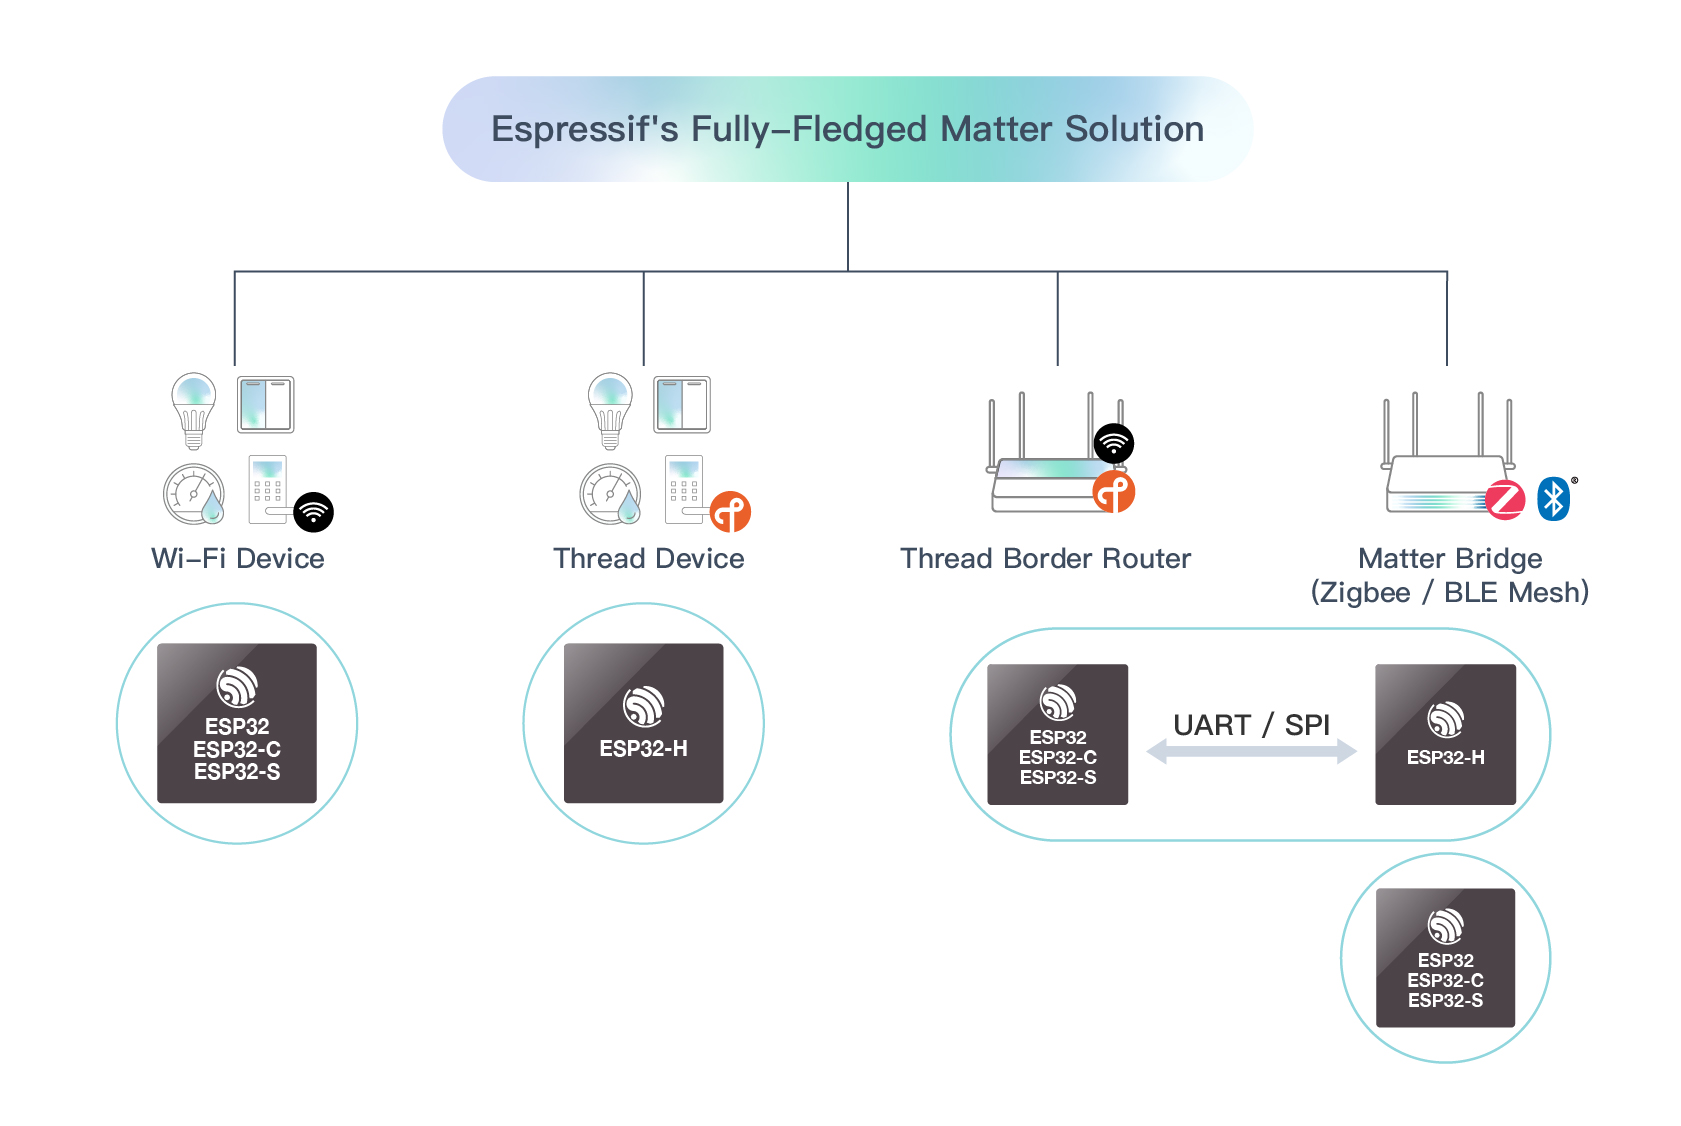 Espressif's Fully-Fledged Matter Solution
Wi-Fi Device
Thread Device
Thread Border Router
Matter Bridge
(Zigbee / BLE Mesh)
ESP32
ESP32-C
ESP32-S
ESP32-H
ESP32
ESP32-C
ESP32-S
UART / SPI
ESP32-H
ESP32
ESP32-C
ESP32-S